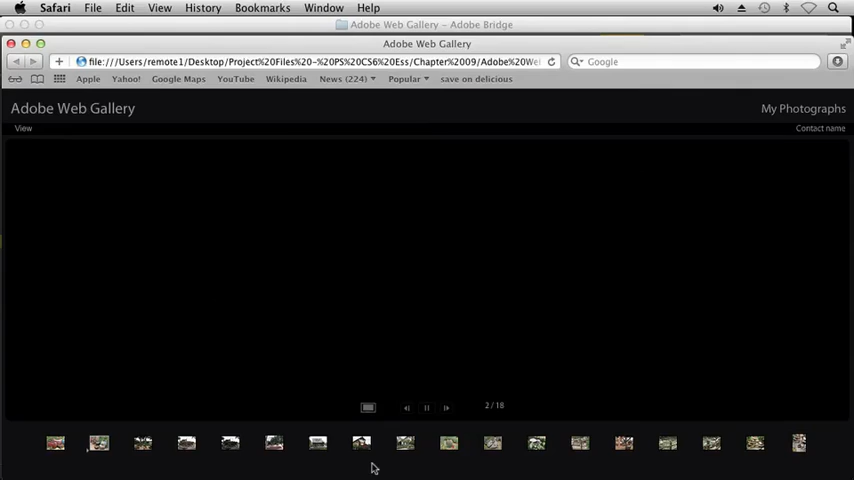 Safari File Edit View History Bookmarks Window Help
Adobe Web Gallery – Adobe Bridge
Adobe Web Gallery
file:///Users/remote1/Desktop/Project%20Files%20-%20PS%20CS6%20Ess/Chapter%2009/Adobe%20Wel
Google
Apple Yahoo! Google Maps YouTube Wikipedia News (224) Popular save on delicious
Adobe Web Gallery My Photographs
View Contact name
2 / 18